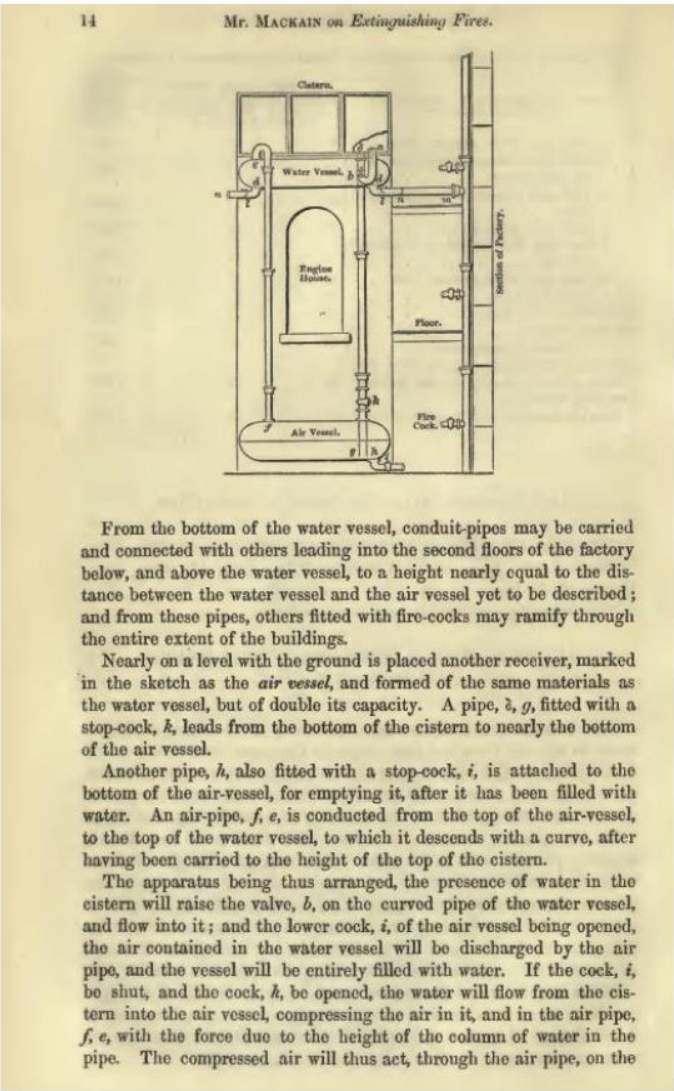 14
Mr. MACKAIN on Extinguishing Fires.
Cistern.
e
c
a
Water Vessel.
b
d
d
n
l
l
n
m
Section of Factory.
Engine
House.
Floor.
k
Fire
Cock.
f
Air Vessel.
g
h
i
From the bottom of the water vessel, conduit-pipes may be carried
and connected with others leading into the second floors of the factory
below, and above the water vessel, to a height nearly equal to the dis-
tance between the water vessel and the air vessel yet to be described;
and from these pipes, others fitted with fire-cocks may ramify through
the entire extent of the buildings.
Nearly on a level with the ground is placed another receiver, marked
in the sketch as the air vessel, and formed of the same materials as
the water vessel, but of double its capacity. A pipe, g, fitted with a
stop-cock, k, leads from the bottom of the cistern to nearly the bottom
of the air vessel.
Another pipe, h, also fitted with a stop-cock, i, is attached to the
bottom of the air-vessel, for emptying it, after it has been filled with
water. An air-pipe, f, e, is conducted from the top of the air-vessel,
to the top of the water vessel, to which it descends with a curve, after
having been carried to the height of the top of the cistern.
The apparatus being thus arranged, the presence of water in the
cistern will raise the valve, b, on the curved pipe of the water vessel,
and flow into it; and the lower cock, i, of the air vessel being opened,
the air contained in the water vessel will be discharged by the air
pipe, and the vessel will be entirely filled with water. If the cock, i,
be shut, and the cock, k, be opened, the water will flow from the cis-
tern into the air vessel, compressing the air in it, and in the air pipe,
f, e, with the force due to the height of the column of water in the
pipe. The compressed air will thus act, through the air pipe, on the